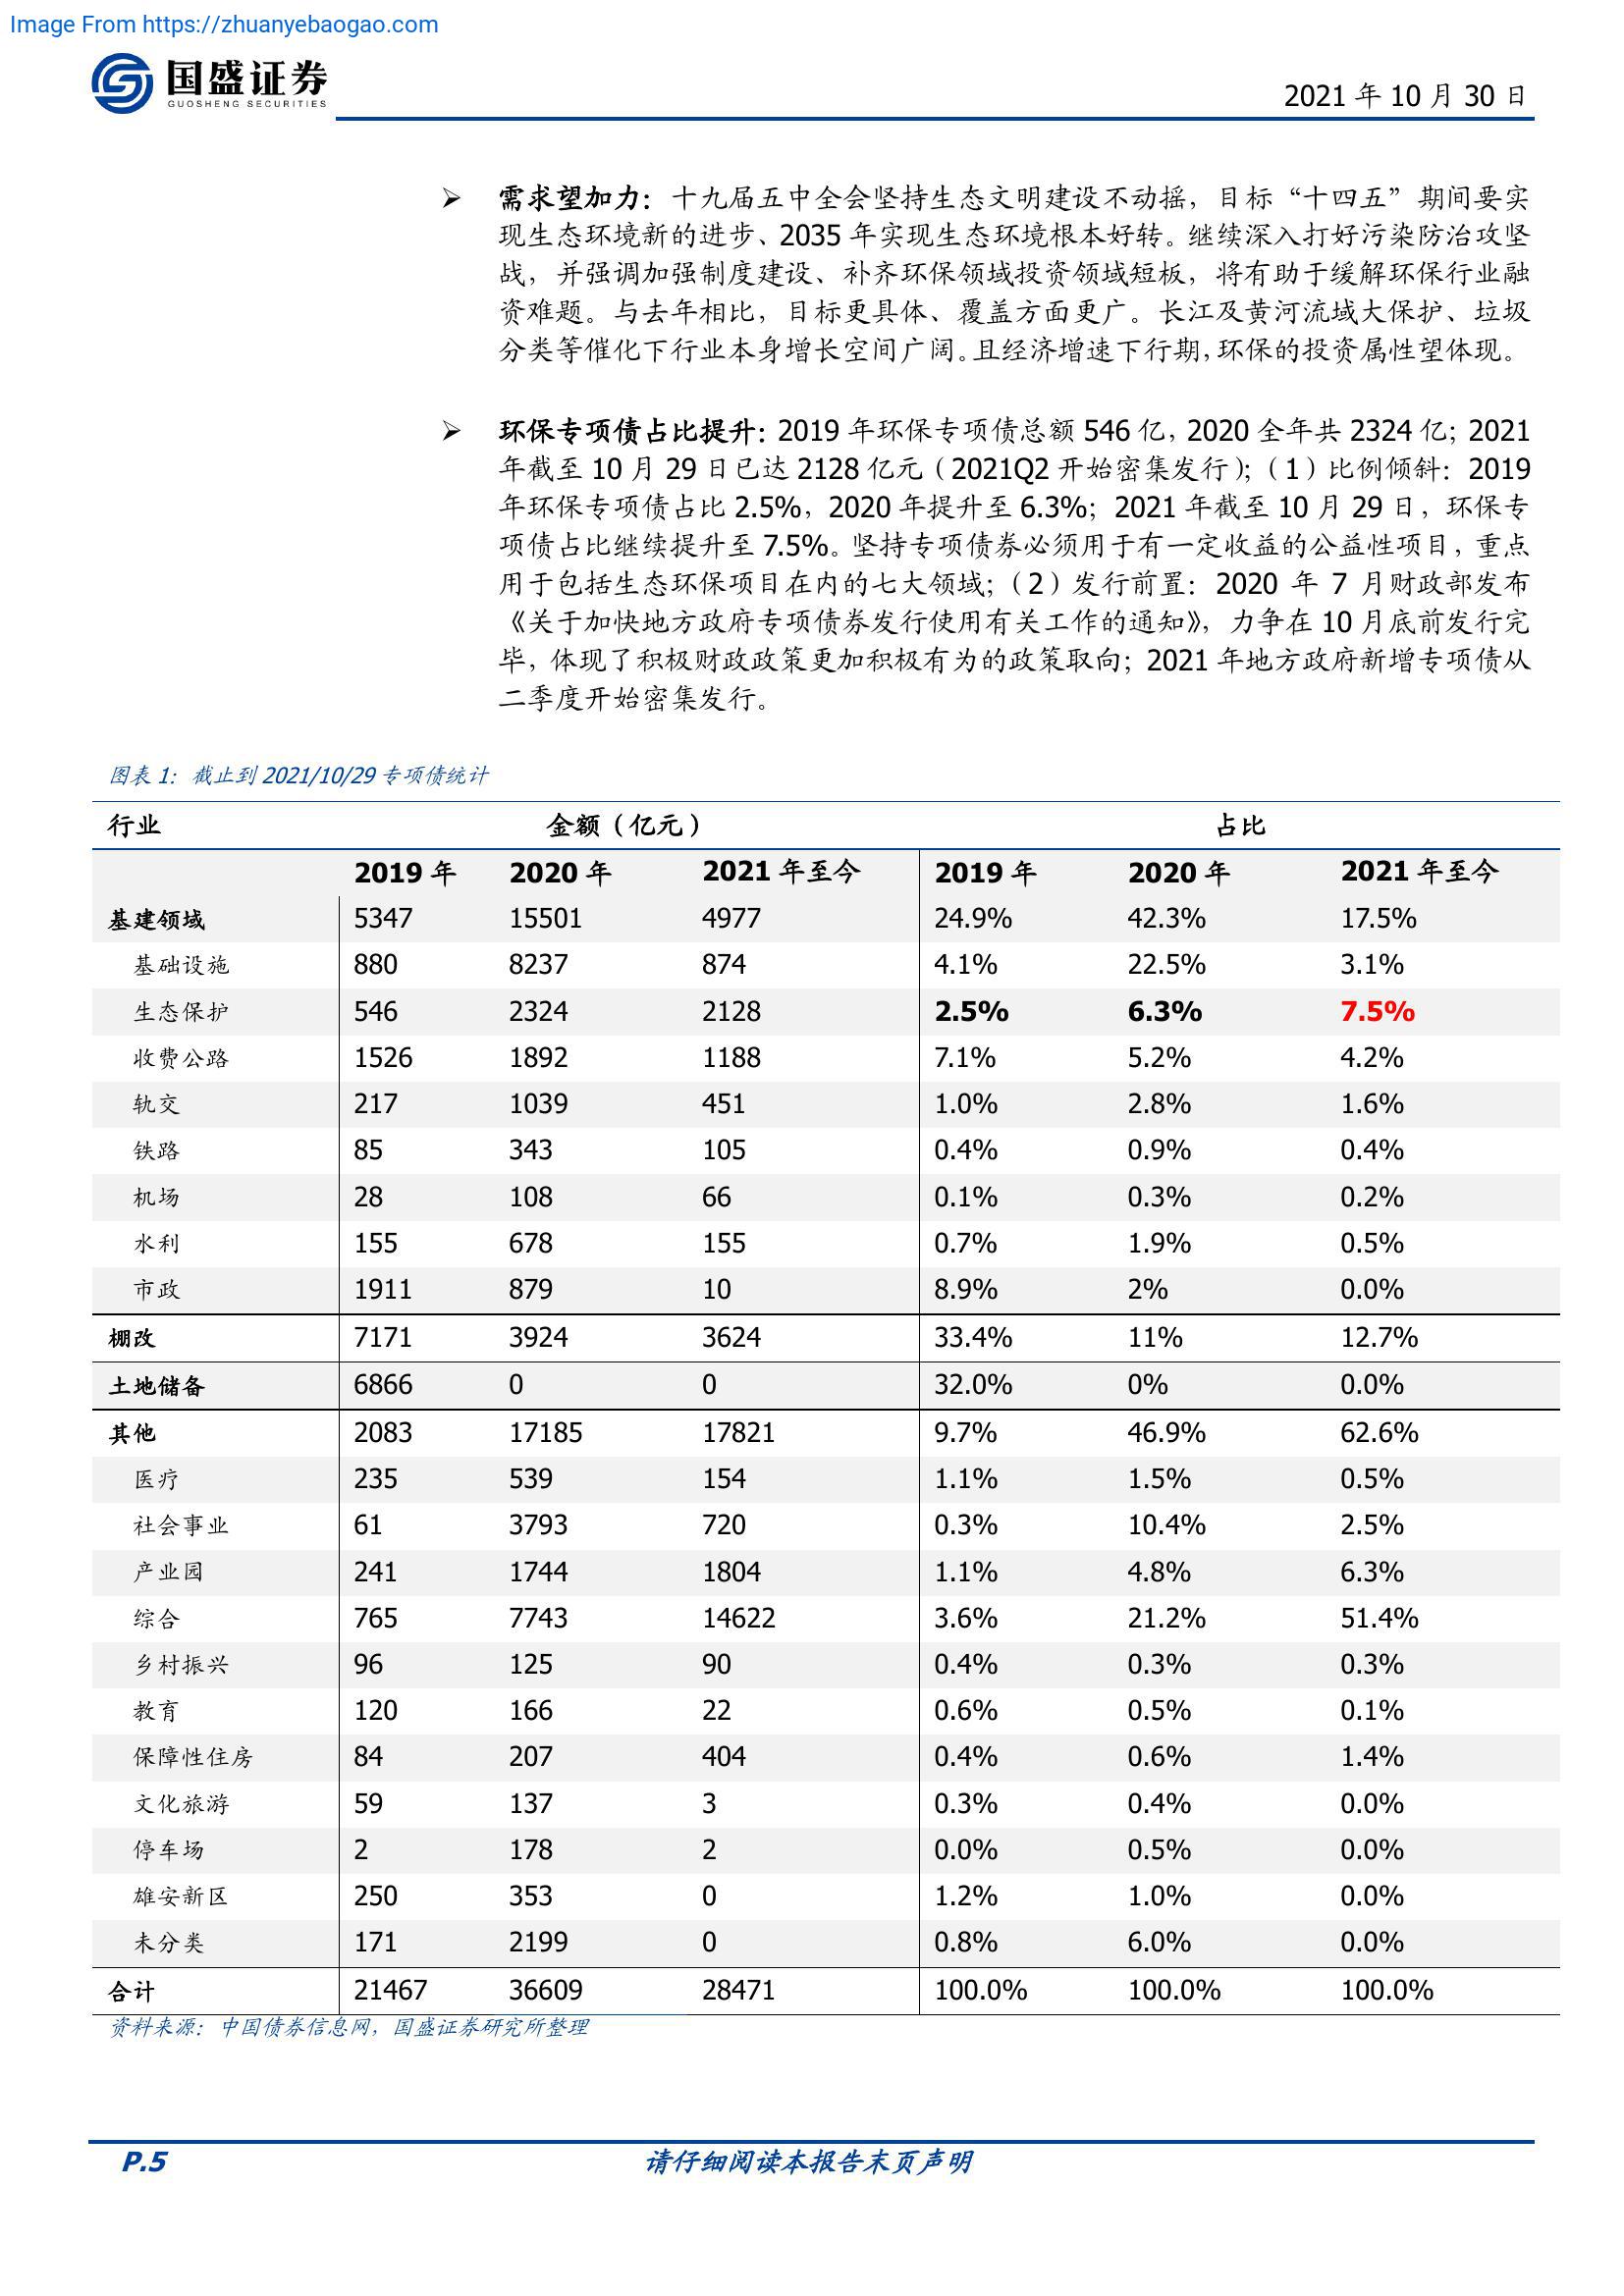 Image From https://zhuanyebaogao.com
国盛证券
GUOSHENG SECURITIES
2021 年 10 月 30 日
➢ 需求望加力：十九届五中全会坚持生态文明建设不动摇，目标“十四五”期间要实
现生态环境新的进步、2035 年实现生态环境根本好转。继续深入打好污染防治攻坚
战，并强调加强制度建设、补齐环保领域投资领域短板，将有助于缓解环保行业融
资难题。与去年相比，目标更具体、覆盖方面更广。长江及黄河流域大保护、垃圾
分类等催化下行业本身增长空间广阔。且经济增速下行期，环保的投资属性望体现。
➢ 环保专项债占比提升：2019 年环保专项债总额 546 亿，2020 全年共 2324 亿；2021
年截至 10 月 29 日已达 2128 亿元（2021Q2 开始密集发行）；（1）比例倾斜：2019
年环保专项债占比 2.5%，2020 年提升至 6.3%；2021 年截至 10 月 29 日，环保专
项债占比继续提升至 7.5%。坚持专项债券必须用于有一定收益的公益性项目，重点
用于包括生态环保项目在内的七大领域；（2）发行前置：2020 年 7 月财政部发布
《关于加快地方政府专项债券发行使用有关工作的通知》，力争在 10 月底前发行完
毕，体现了积极财政政策更加积极有为的政策取向；2021 年地方政府新增专项债从
二季度开始密集发行。
图表 1：截止到 2021/10/29 专项债统计
行业 金额（亿元） 占比
2019 年 2020 年 2021 年至今 2019 年 2020 年 2021 年至今
基建领域 5347 15501 4977 24.9% 42.3% 17.5%
基础设施 880 8237 874 4.1% 22.5% 3.1%
生态保护 546 2324 2128 2.5% 6.3% 7.5%
收费公路 1526 1892 1188 7.1% 5.2% 4.2%
轨交 217 1039 451 1.0% 2.8% 1.6%
铁路 85 343 105 0.4% 0.9% 0.4%
机场 28 108 66 0.1% 0.3% 0.2%
水利 155 678 155 0.7% 1.9% 0.5%
市政 1911 879 10 8.9% 2% 0.0%
棚改 7171 3924 3624 33.4% 11% 12.7%
土地储备 6866 0 0 32.0% 0% 0.0%
其他 2083 17185 17821 9.7% 46.9% 62.6%
医疗 235 539 154 1.1% 1.5% 0.5%
社会事业 61 3793 720 0.3% 10.4% 2.5%
产业园 241 1744 1804 1.1% 4.8% 6.3%
综合 765 7743 14622 3.6% 21.2% 51.4%
乡村振兴 96 125 90 0.4% 0.3% 0.3%
教育 120 166 22 0.6% 0.5% 0.1%
保障性住房 84 207 404 0.4% 0.6% 1.4%
文化旅游 59 137 3 0.3% 0.4% 0.0%
停车场 2 178 2 0.0% 0.5% 0.0%
雄安新区 250 353 0 1.2% 1.0% 0.0%
未分类 171 2199 0 0.8% 6.0% 0.0%
合计 21467 36609 28471 100.0% 100.0% 100.0%
资料来源：中国债券信息网，国盛证券研究所整理
P.5 请仔细阅读本报告末页声明